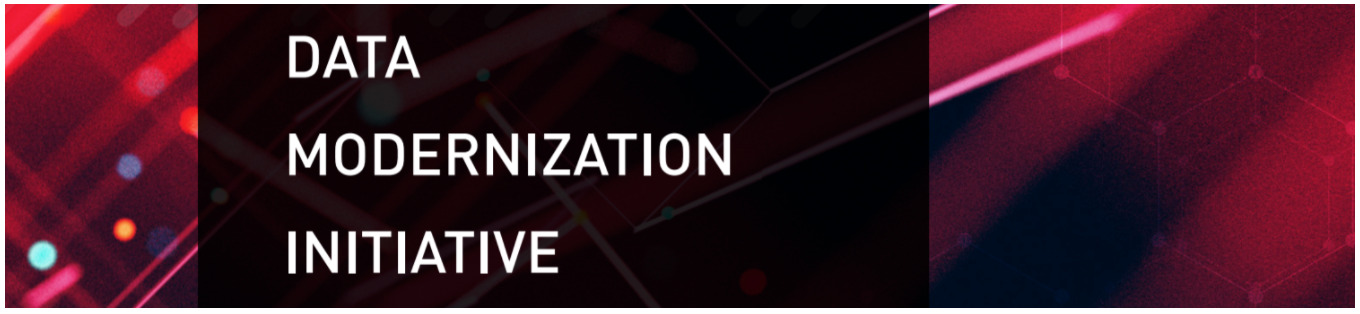 DATA
MODERNIZATION
INITIATIVE